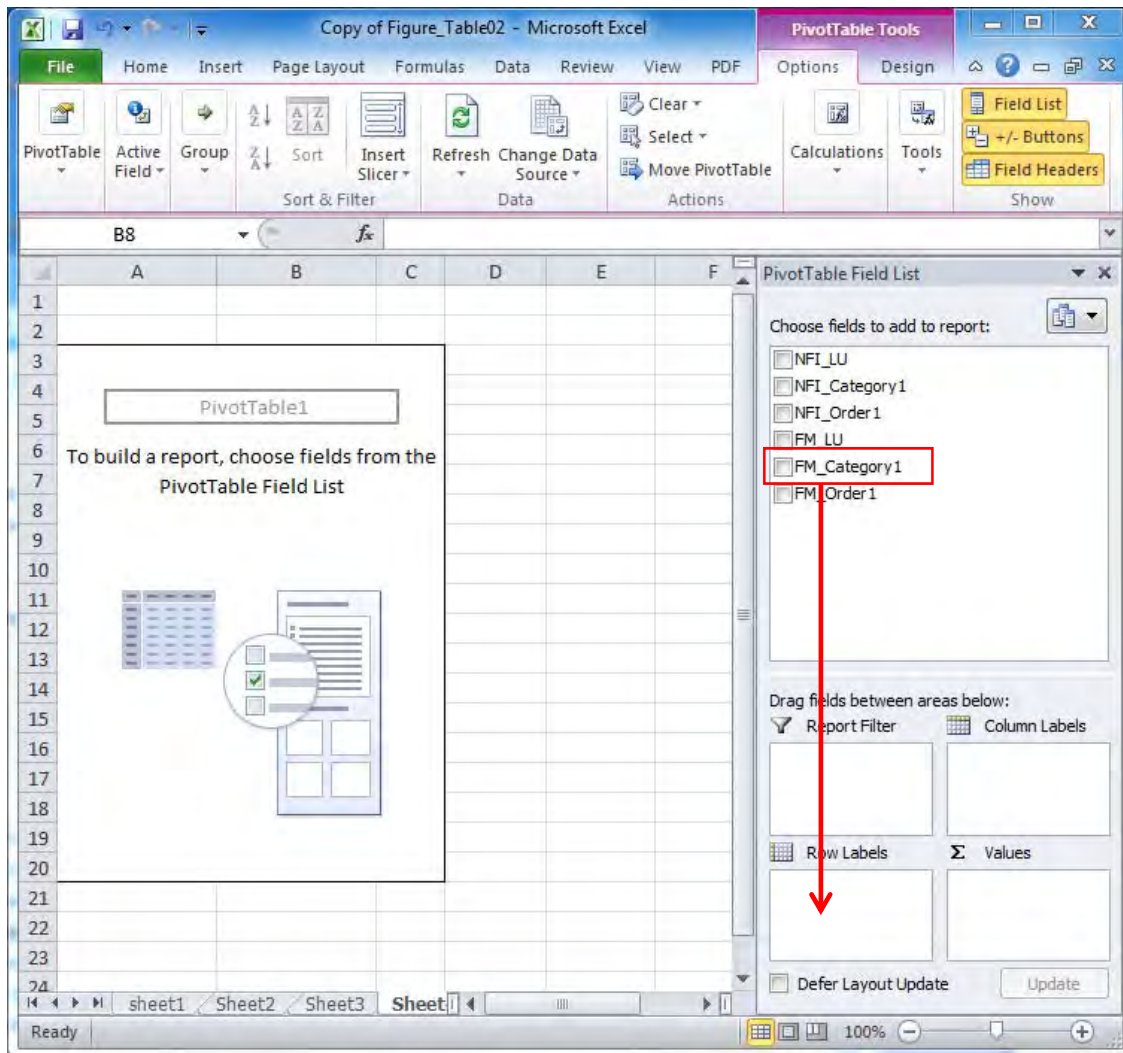 Copy of Figure_Table02 - Microsoft Excel
PivotTable Tools
File Home Insert Page Layout Formulas Data Review View PDF Options Design
PivotTable
Active Field
Group
Sort
Insert Slicer
Sort & Filter
Refresh
Change Data Source
Data
Clear
Select
Move PivotTable
Actions
Calculations
Tools
Field List
+/- Buttons
Field Headers
Show
B8
fx
A B C D E F
1
2
3
4
5
6
7
8
9
10
11
12
13
14
15
16
17
18
19
20
21
22
23
24
PivotTable1
To build a report, choose fields from the
PivotTable Field List
PivotTable Field List
Choose fields to add to report:
NFI_LU
NFI_Category1
NFI_Order1
FM_LU
FM_Category1
FM_Order1
Drag fields between areas below:
Report Filter
Column Labels
Row Labels
Σ Values
Defer Layout Update
Update
sheet1 Sheet2 Sheet3 Sheet
Ready
100%